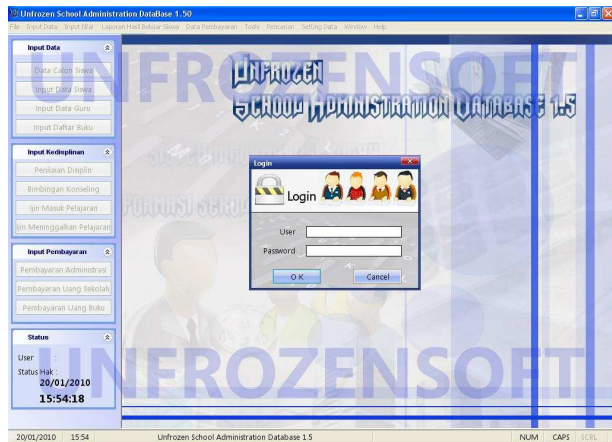 Unfrozen School Administration DataBase 1.50
File Input Data Input Nilai Laporan Hasil Belajar Siswa Data Pembayaran Tools Pencarian Setting Data Window Help
Input Data
Data Calon Siswa
Input Data Siswa
Input Data Guru
Input Daftar Buku
Input Kedisplinan
Penilaian Displin
Bimbingan Konseling
Ijin Masuk Pelajaran
Ijin Meninggalkan Pelajaran
Input Pembayaran
Pembayaran Administrasi
Pembayaran Uang Sekolah
Pembayaran Uang Buku
Status
User :
Status Hak :
20/01/2010
15:54:18
UNFROZENSOFT
Unfrozen
School Administration Database 1.5
Login
Login
User
Password
O K
Cancel
UNFROZENSOFT
20/01/2010 15:54 Unfrozen School Administration Database 1.5 NUM CAPS SCRL